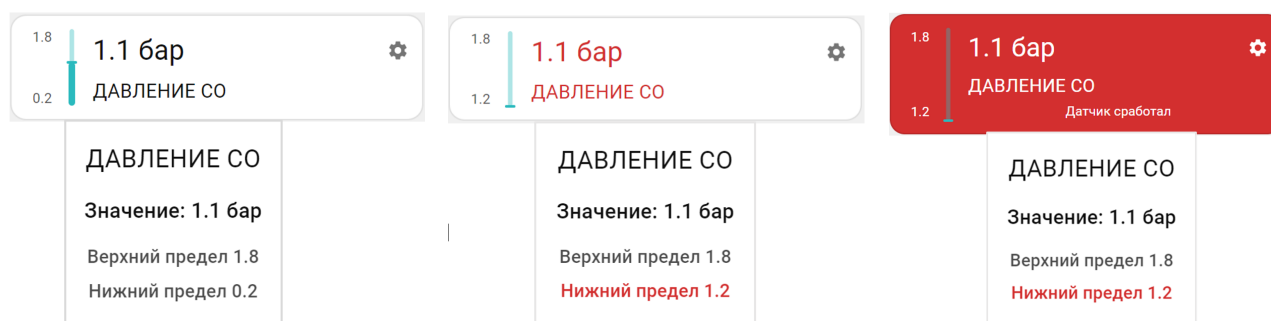 1.8
1.1 бар
0.2
ДАВЛЕНИЕ СО
ДАВЛЕНИЕ СО
Значение: 1.1 бар
Верхний предел 1.8
Нижний предел 0.2
1.8
1.1 бар
1.2
ДАВЛЕНИЕ СО
ДАВЛЕНИЕ СО
Значение: 1.1 бар
Верхний предел 1.8
Нижний предел 1.2
1.8
1.1 бар
ДАВЛЕНИЕ СО
1.2
Датчик сработал
ДАВЛЕНИЕ СО
Значение: 1.1 бар
Верхний предел 1.8
Нижний предел 1.2